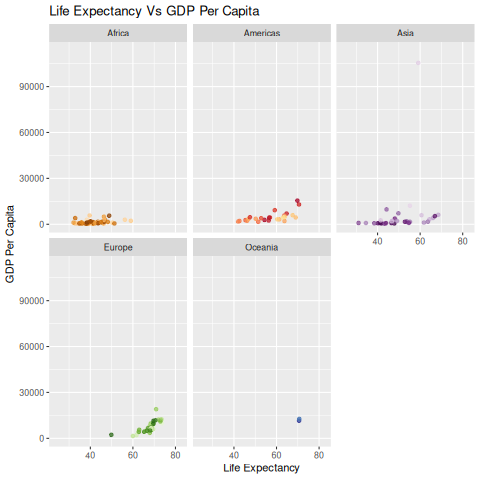 Life Expectancy Vs GDP Per Capita
Africa
Americas
Asia
90000
60000
30000
0
40
60
80
Europe
Oceania
90000
60000
30000
0
40
60
80
40
60
80
GDP Per Capita
Life Expectancy